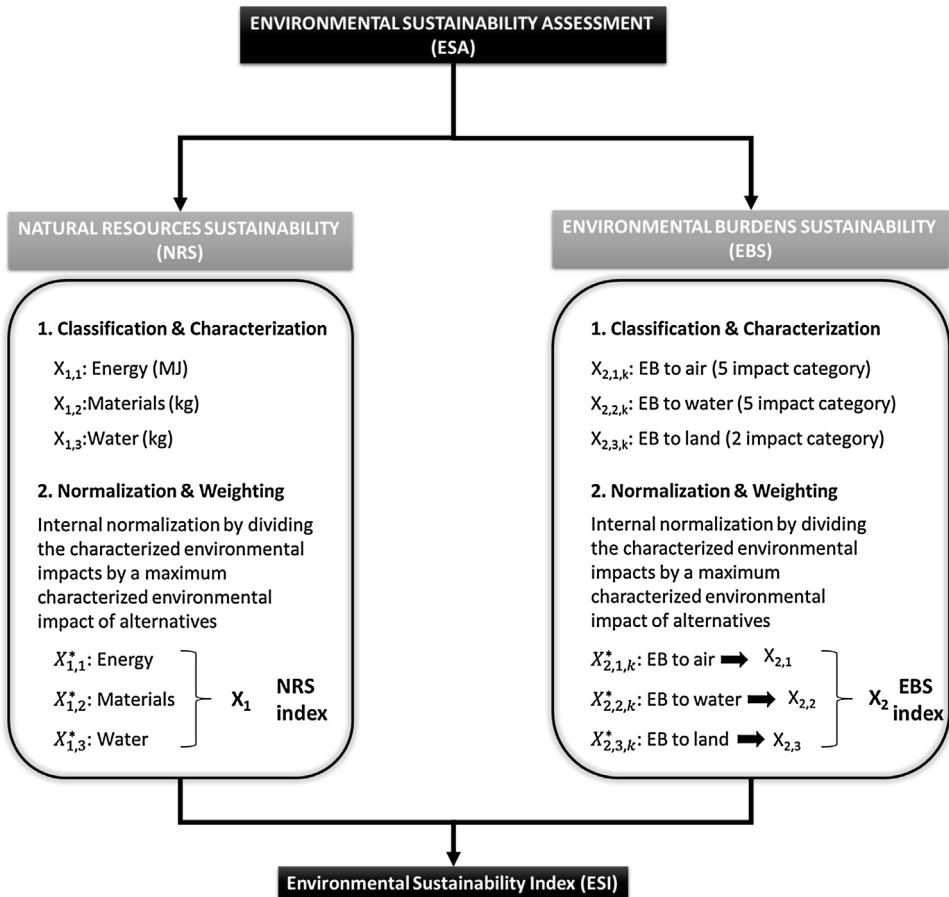 ENVIRONMENTAL SUSTAINABILITY ASSESSMENT
(ESA)
NATURAL RESOURCES SUSTAINABILITY
(NRS)
1. Classification & Characterization
X1,1: Energy (MJ)
X1,2:Materials (kg)
X1,3:Water (kg)
2. Normalization & Weighting
Internal normalization by dividing
the characterized environmental
impacts by a maximum
characterized environmental
impact of alternatives
X*1,1: Energy
X*1,2: Materials
X*1,3: Water
X1
NRS
index
ENVIRONMENTAL BURDENS SUSTAINABILITY
(EBS)
1. Classification & Characterization
X2,1,k: EB to air (5 impact category)
X2,2,k: EB to water (5 impact category)
X2,3,k: EB to land (2 impact category)
2. Normalization & Weighting
Internal normalization by dividing
the characterized environmental
impacts by a maximum
characterized environmental
impact of alternatives
X*2,1,k: EB to air ➡ X2,1
X*2,2,k: EB to water ➡ X2,2
X*2,3,k: EB to land ➡ X2,3
X2
EBS
index
Environmental Sustainability Index (ESI)